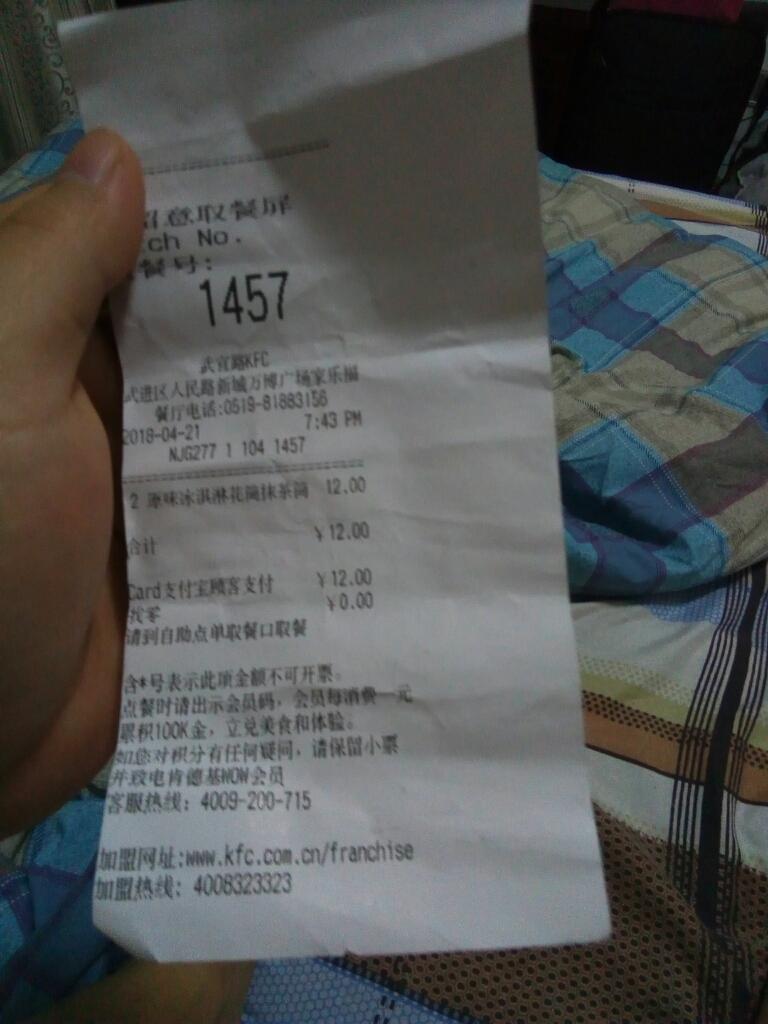 留意取餐屏
ch No.
餐号:
1457
武宜路KFC
武进区人民路新城万博广场家乐福
餐厅电话:0519-81883156
2018-04-21 7:43 PM
NJG277 1 104 1457
2 原味冰淇淋花筒抹茶筒 12.00
合计 ¥12.00
Card支付宝顾客支付 ¥12.00
找零 ¥0.00
请到自助点单取餐口取餐
含*号表示此项金额不可开票。
点餐时请出示会员码，会员每消费一元
累积100K金，立兑美食和体验。
如您对积分有任何疑问，请保留小票
并致电肯德基WOW会员
客服热线: 4009-200-715
加盟网址:www.kfc.com.cn/franchise
加盟热线: 4008323323